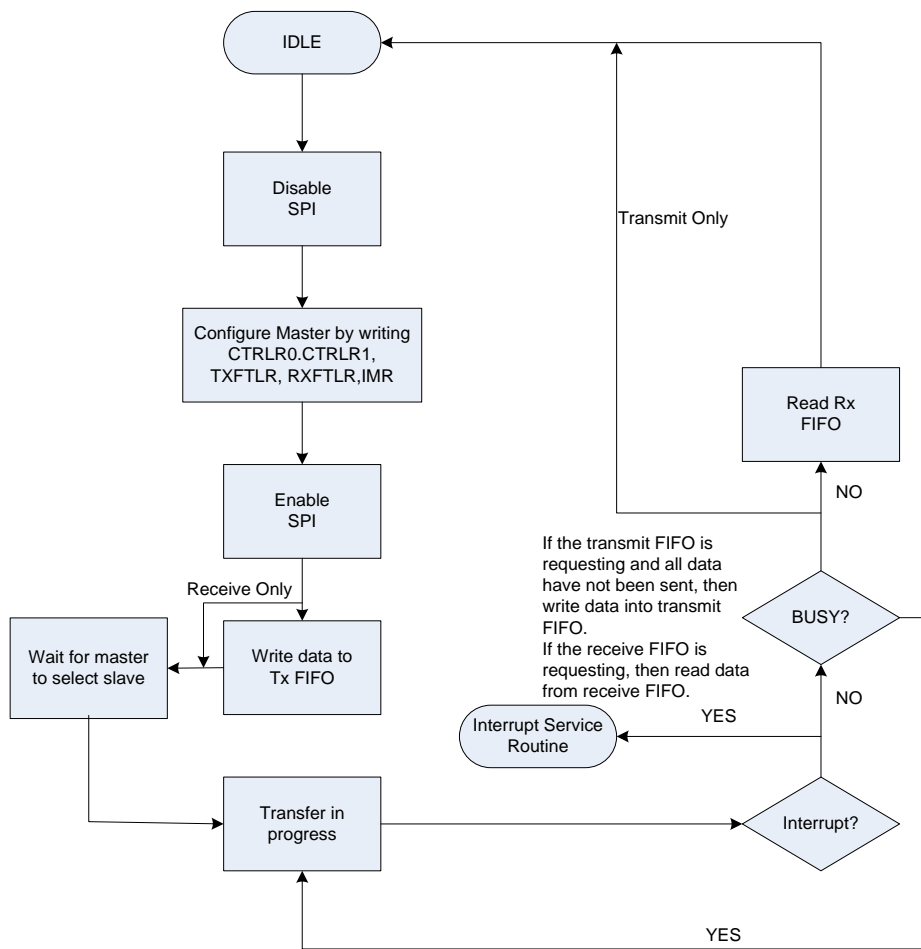 IDLE
Disable
SPI
Transmit Only
Configure Master by writing
CTRLR0.CTRLR1,
TXFTLR, RXFTLR,IMR
Read Rx
FIFO
Enable
SPI
NO
If the transmit FIFO is
requesting and all data
have not been sent, then
write data into transmit
FIFO.
If the receive FIFO is
requesting, then read data
from receive FIFO.
Receive Only
BUSY?
Wait for master
to select slave
Write data to
Tx FIFO
NO
YES
Interrupt Service
Routine
Transfer in
progress
Interrupt?
YES